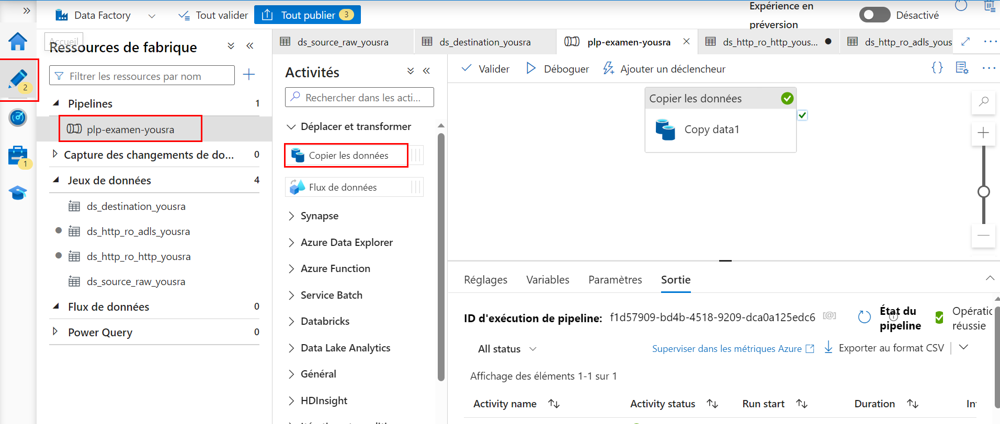 Data Factory
Tout valider
Tout publier 3
Expérience en
préversion
Désactivé
Accueil
Ressources de fabrique
Filtrer les ressources par nom
2
1
Pipelines 1
plp-examen-yousra
Capture des changements de do... 0
Jeux de données 4
ds_destination_yousra
ds_http_ro_adls_yousra
ds_http_ro_http_yousra
ds_source_raw_yousra
Flux de données 0
Power Query 0
ds_source_raw_yousra
ds_destination_yousra
plp-examen-yousra
ds_http_ro_http_yous...
ds_http_ro_adls_yous
Activités
Rechercher dans les acti...
Déplacer et transformer
Copier les données
Flux de données
Synapse
Azure Data Explorer
Azure Function
Service Batch
Databricks
Data Lake Analytics
Général
HDInsight
Valider
Déboguer
Ajouter un déclencheur
{}
Copier les données
Copy data1
Réglages
Variables
Paramètres
Sortie
ID d'exécution de pipeline: f1d57909-bd4b-4518-9209-dca0a125edc6
État du
pipeline
Opératic
réussie
All status
Superviser dans les métriques Azure
Exporter au format CSV
Affichage des éléments 1-1 sur 1
Activity name
Activity status
Run start
Duration